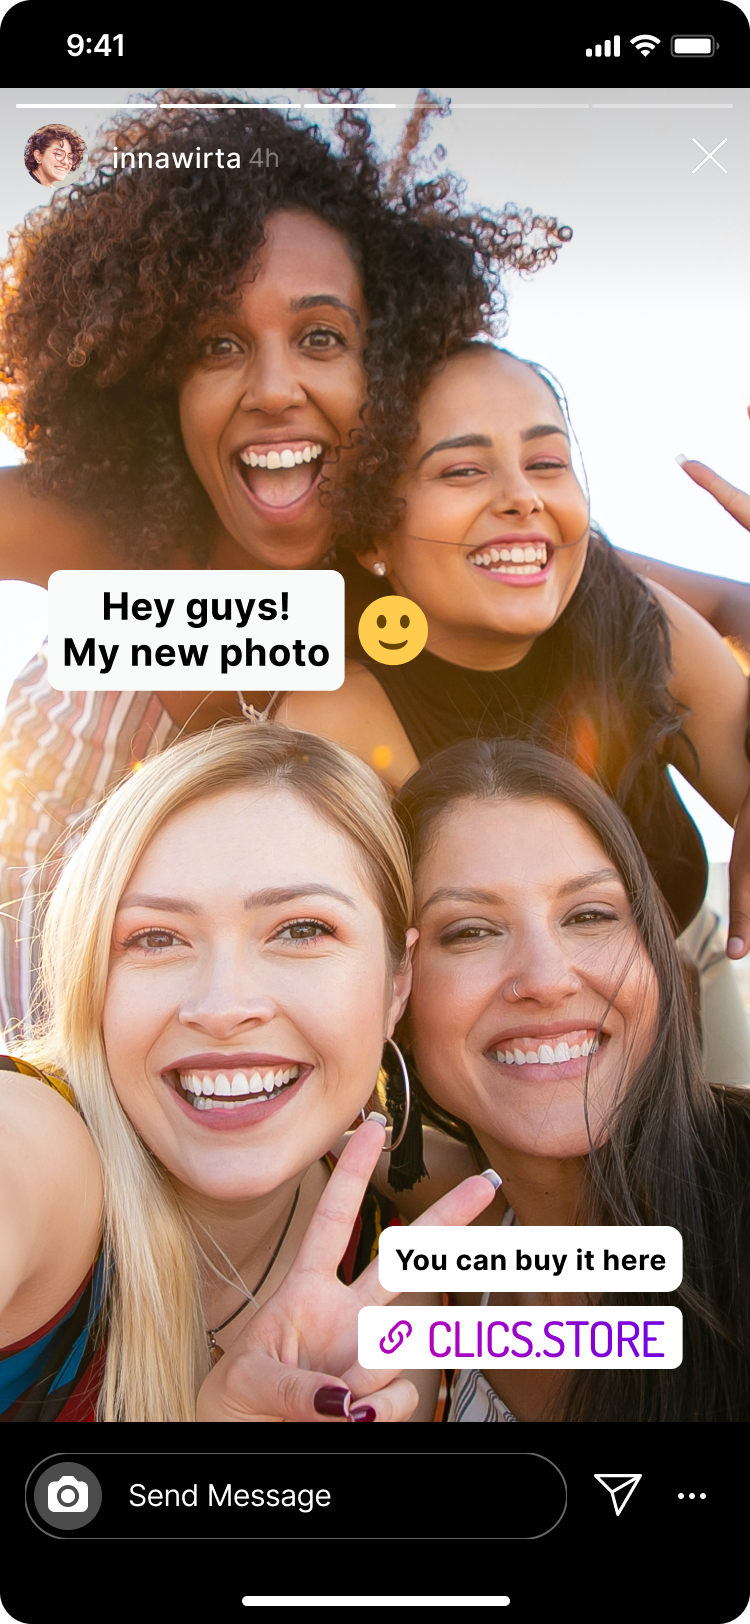 9:41
innawirta 4h
Hey guys!
My new photo
You can buy it here
CLICS.STORE
Send Message